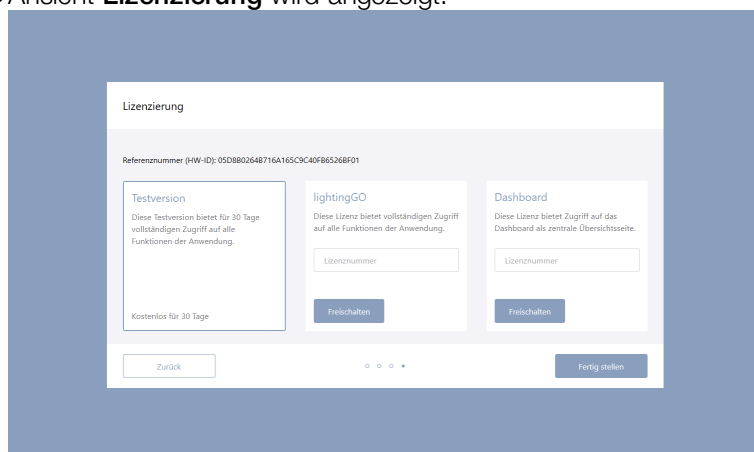 Ansicht Lizenzierung wird angezeigt.
Lizenzierung
Referenznummer (HW-ID): 05D8B0264B716A165C9C40FB6526BF01
Testversion
Diese Testversion bietet für 30 Tage
vollständigen Zugriff auf alle
Funktionen der Anwendung.
Kostenlos für 30 Tage
lightingGO
Diese Lizenz bietet vollständigen Zugriff
auf alle Funktionen der Anwendung.
Lizenznummer
Freischalten
Dashboard
Diese Lizenz bietet Zugriff auf das
Dashboard als zentrale Übersichtsseite.
Lizenznummer
Freischalten
Zurück
Fertig stellen